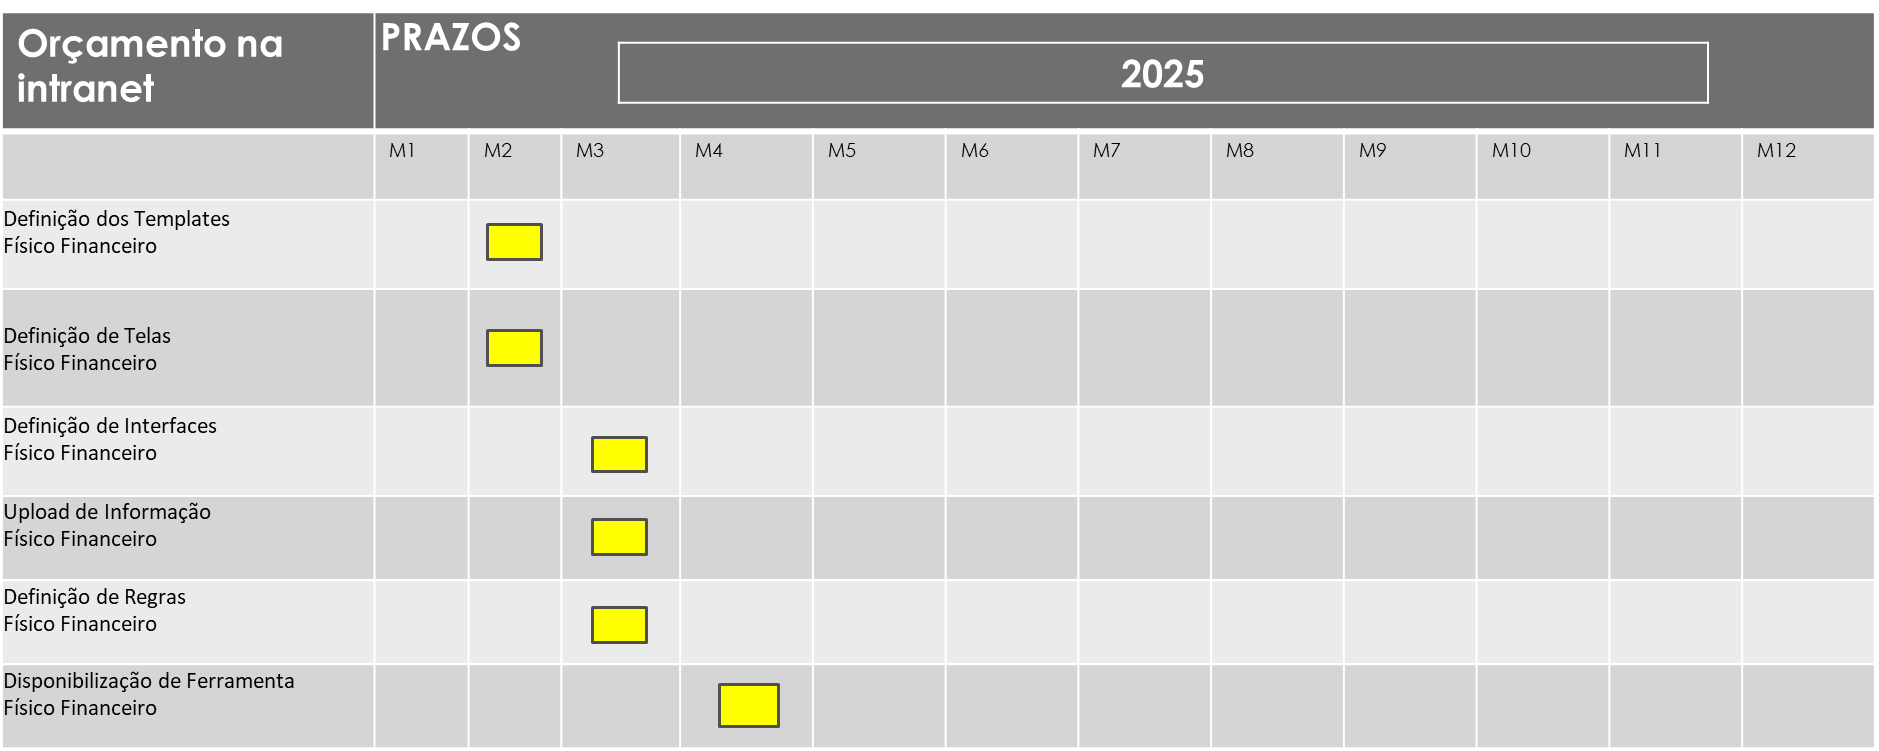 Orçamento na
intranet
PRAZOS
2025
M1 M2 M3 M4 M5 M6 M7 M8 M9 M10 M11 M12
Definição dos Templates
Físico Financeiro
Definição de Telas
Físico Financeiro
Definição de Interfaces
Físico Financeiro
Upload de Informação
Físico Financeiro
Definição de Regras
Físico Financeiro
Disponibilização de Ferramenta
Físico Financeiro